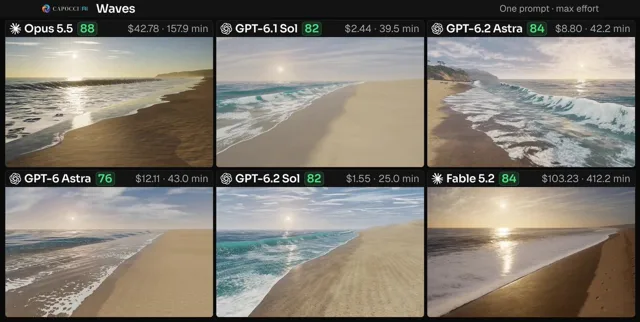 CAPOCCI·FR Waves One prompt · max effort
Opus 5.5 88 $42.78 · 157.9 min
GPT-6.1 Sol 82 $2.44 · 39.5 min
GPT-6.2 Astra 84 $8.80 · 42.2 min
GPT-6 Astra 76 $12.11 · 43.0 min
GPT-6.2 Sol 82 $1.55 · 25.0 min
Fable 5.2 84 $103.23 · 412.2 min